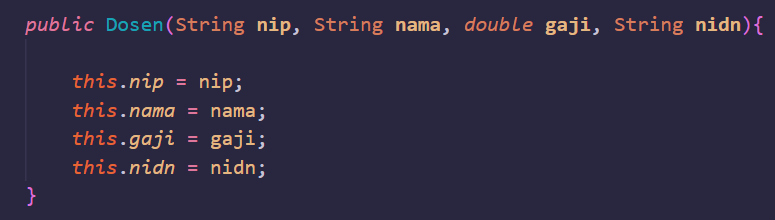 public Dosen(String nip, String nama, double gaji, String nidn){
this.nip = nip;
this.nama = nama;
this.gaji = gaji;
this.nidn = nidn;
}